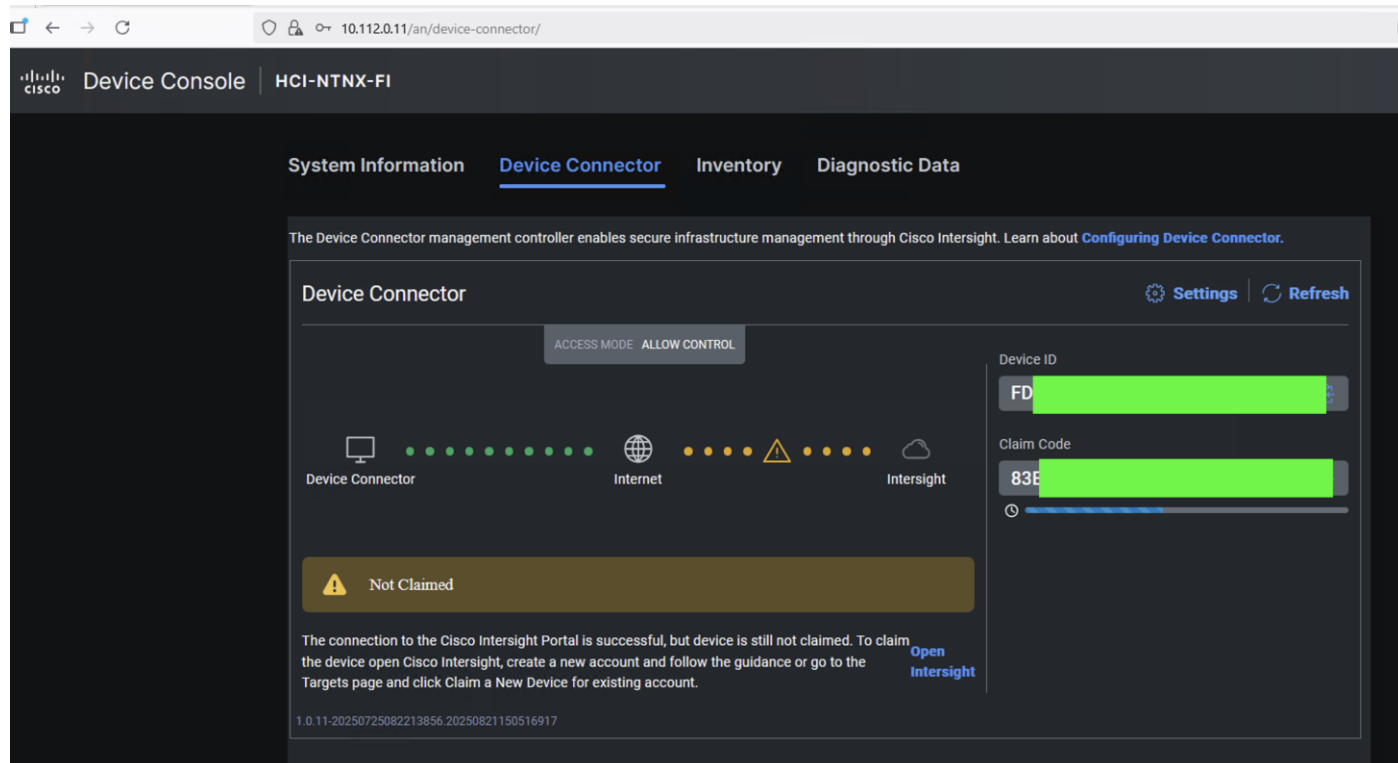 10.112.0.11/an/device-connector/
cisco Device Console HCI-NTNX-FI
System Information Device Connector Inventory Diagnostic Data
The Device Connector management controller enables secure infrastructure management through Cisco Intersight. Learn about Configuring Device Connector.
Device Connector
Settings Refresh
ACCESS MODE ALLOW CONTROL
Device Connector
Internet
Intersight
Device ID
FD
Claim Code
83E
Not Claimed
The connection to the Cisco Intersight Portal is successful, but device is still not claimed. To claim
the device open Cisco Intersight, create a new account and follow the guidance or go to the
Targets page and click Claim a New Device for existing account.
Open
Intersight
1.0.11-20250725082213856.20250821150516917